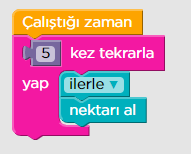 Çalıştığı zaman
5 kez tekrarla
yap ilerle
nektarı al